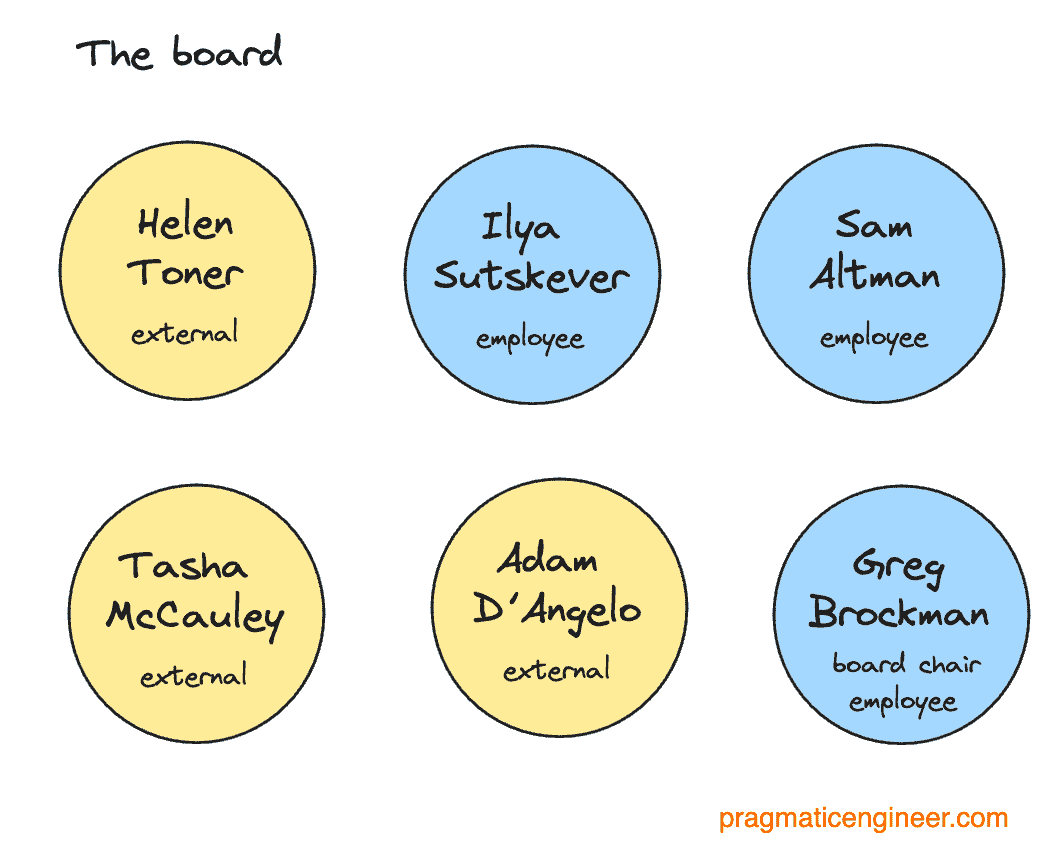 The board
Helen
Toner
external
Ilya
Sutskever
employee
Sam
Altman
employee
Tasha
McCauley
external
Adam
D'Angelo
external
Greg
Brockman
board chair
employee
pragmaticengineer.com